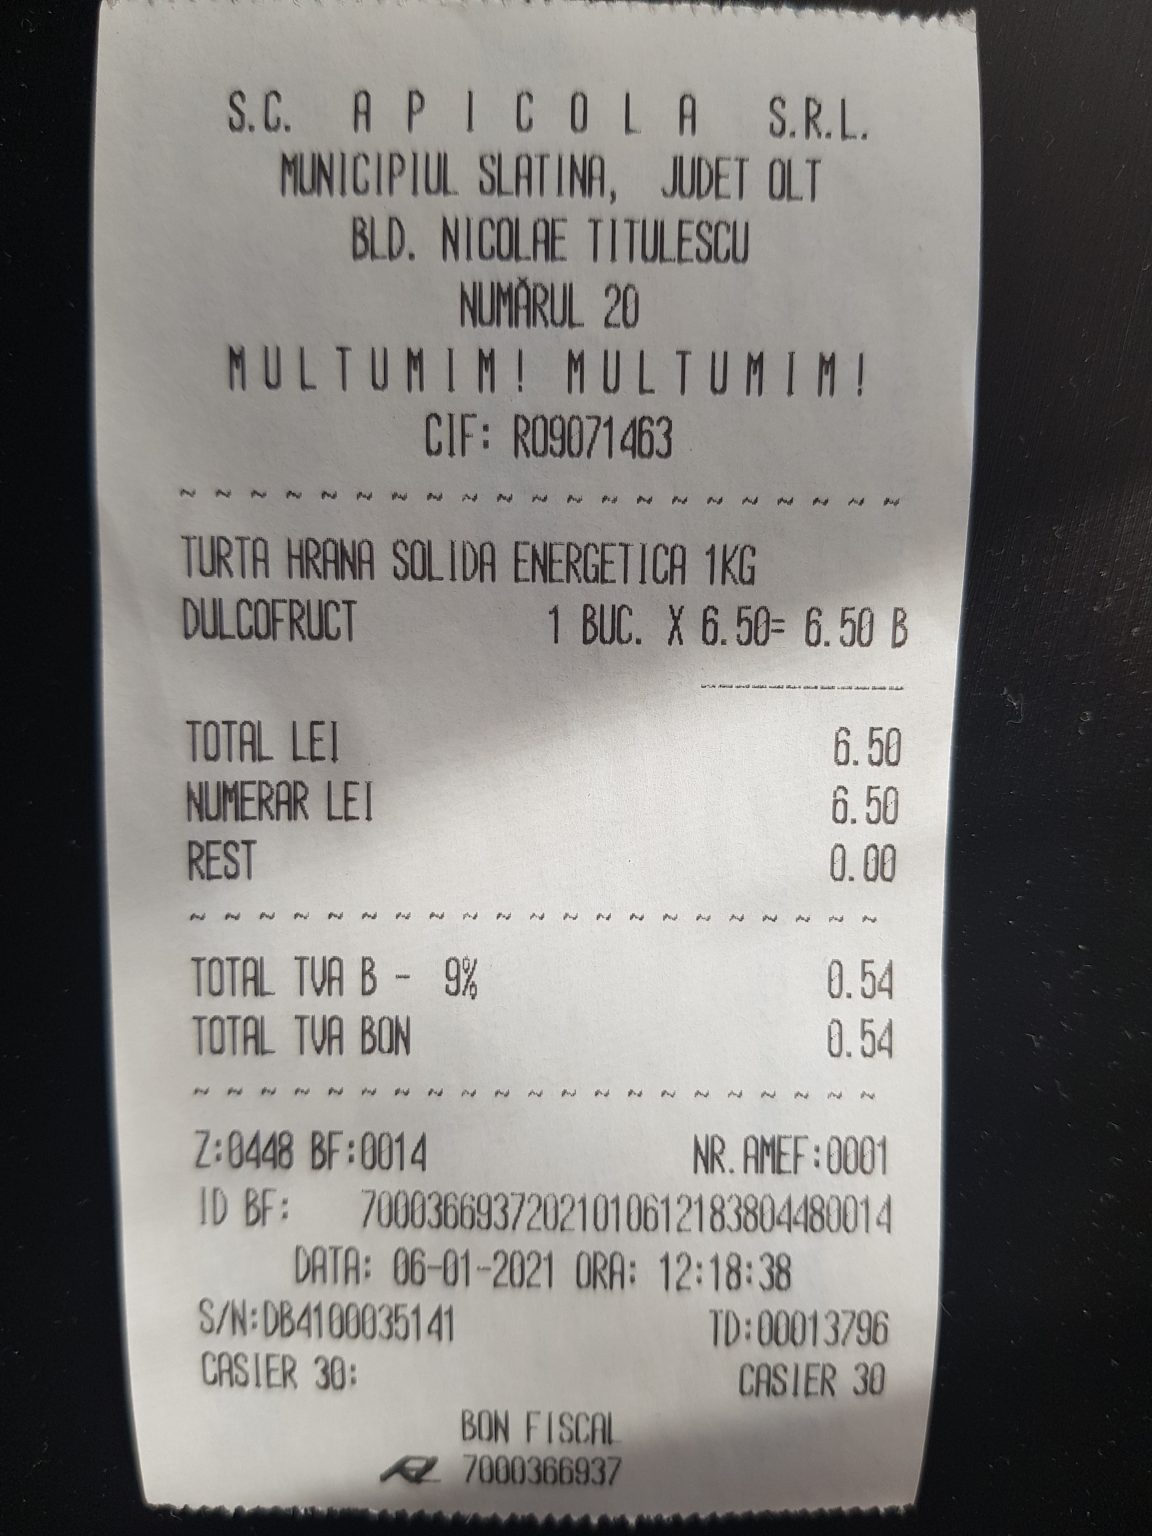 S.C. A P I C O L A S.R.L.
MUNICIPIUL SLATINA, JUDET OLT
BLD. NICOLAE TITULESCU
NUMĂRUL 20
M U L T U M I M ! M U L T U M I M !
CIF: RO9071463
~ ~ ~ ~ ~ ~ ~ ~ ~ ~ ~ ~ ~ ~ ~ ~ ~ ~ ~ ~ ~
TURTA HRANA SOLIDA ENERGETICA 1KG
DULCOFRUCT 1 BUC. X 6.50= 6.50 B
TOTAL LEI 6.50
NUMERAR LEI 6.50
REST 0.00
~ ~ ~ ~ ~ ~ ~ ~ ~ ~ ~ ~ ~ ~ ~ ~ ~ ~ ~ ~ ~
TOTAL TVA B - 9% 0.54
TOTAL TVA BON 0.54
~ ~ ~ ~ ~ ~ ~ ~ ~ ~ ~ ~ ~ ~ ~ ~ ~ ~ ~ ~ ~
Z:0448 BF:0014 NR.AMEF:0001
ID BF: 70003669372021010612183804480014
DATA: 06-01-2021 ORA: 12:18:38
S/N:DB4100035141 TD:00013796
CASIER 30: CASIER 30
BON FISCAL
7000366937